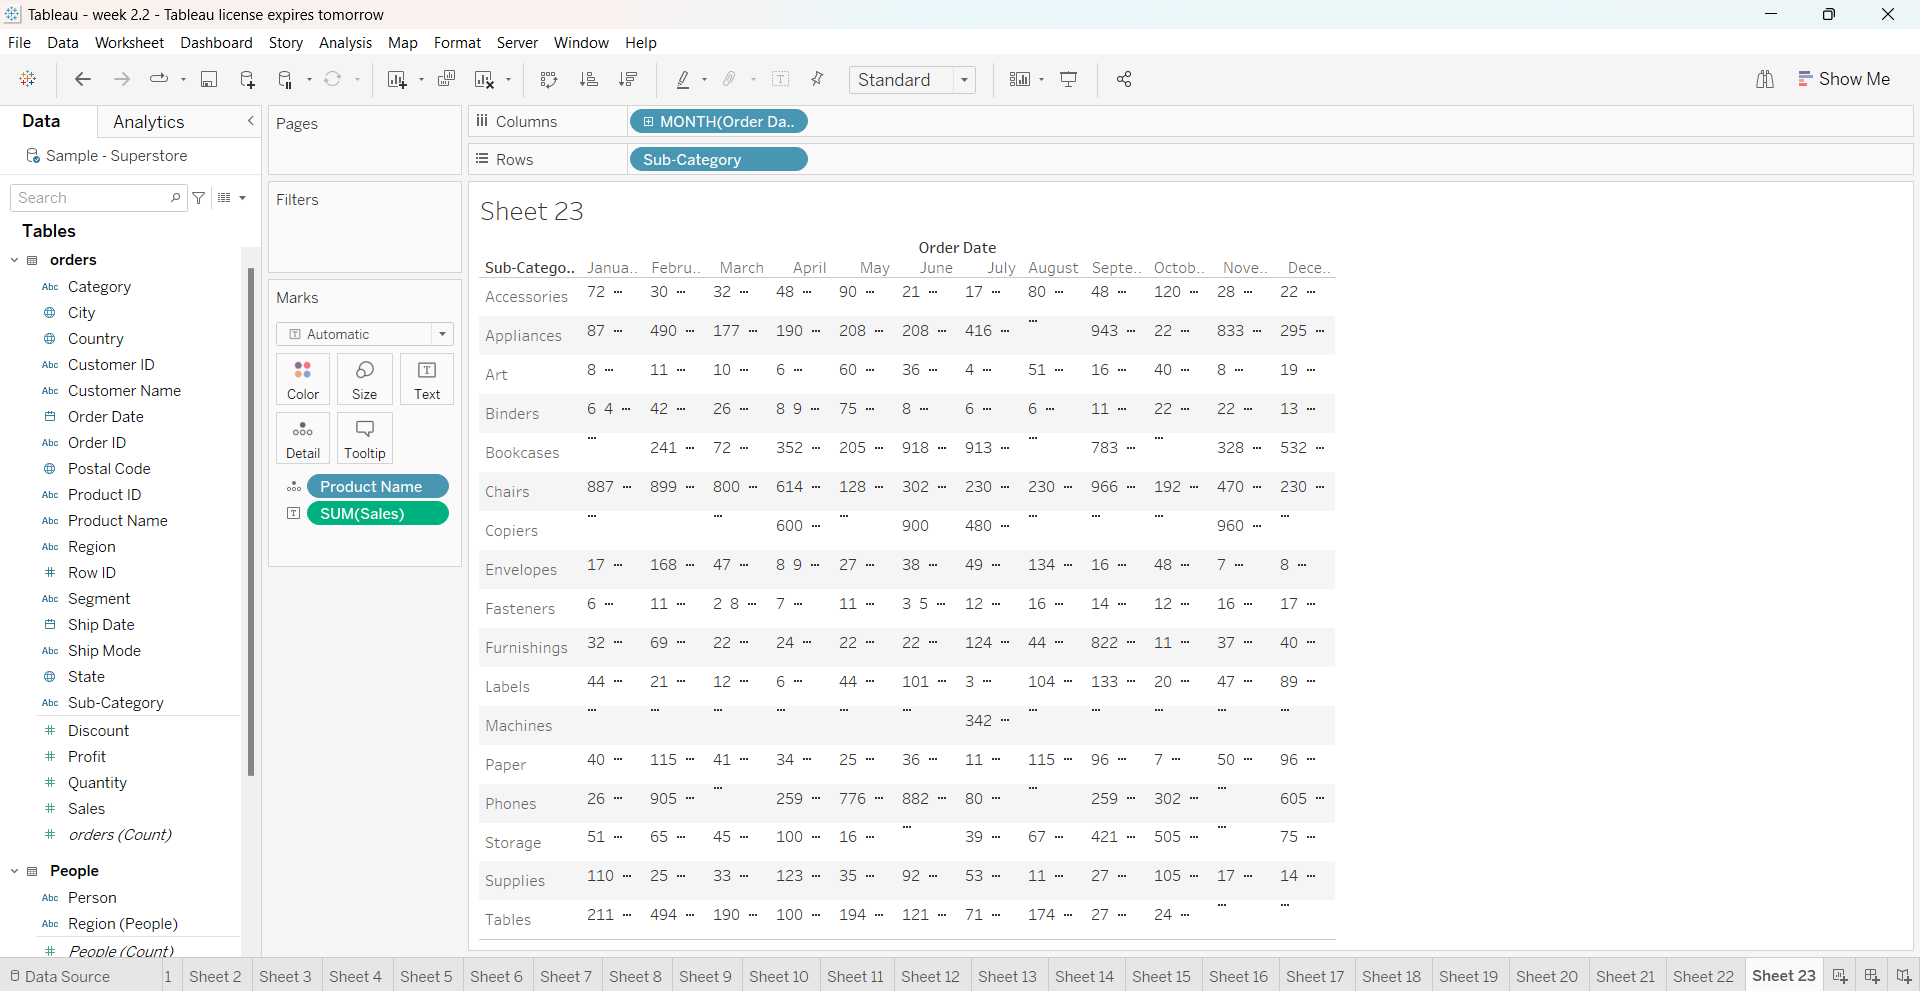 Tableau - week 2.2 - Tableau license expires tomorrow
File Data Worksheet Dashboard Story Analysis Map Format Server Window Help
Standard
Show Me
Data
Analytics
Sample - Superstore
Search
Tables
orders
Abc Category
City
Country
Abc Customer ID
Abc Customer Name
Order Date
Abc Order ID
Postal Code
Abc Product ID
Abc Product Name
Abc Region
# Row ID
Abc Segment
Ship Date
Abc Ship Mode
State
Abc Sub-Category
# Discount
# Profit
# Quantity
# Sales
# orders (Count)
People
Abc Person
Abc Region (People)
# People (Count)
Pages
Filters
Marks
T Automatic
Color Size Text
Detail Tooltip
Product Name
T SUM(Sales)
Columns MONTH(Order Da..
Rows Sub-Category
Sheet 23
Order Date
Sub-Catego.. Janua.. Febru.. March April May June July August Septe.. Octob.. Nove.. Dece..
Accessories 72 ··· 30 ··· 32 ··· 48 ··· 90 ··· 21 ··· 17 ··· 80 ··· 48 ··· 120 ··· 28 ··· 22 ···
Appliances 87 ··· 490 ··· 177 ··· 190 ··· 208 ··· 208 ··· 416 ··· ··· 943 ··· 22 ··· 833 ··· 295 ···
Art 8 ··· 11 ··· 10 ··· 6 ··· 60 ··· 36 ··· 4 ··· 51 ··· 16 ··· 40 ··· 8 ··· 19 ···
Binders 6 4 ··· 42 ··· 26 ··· 8 9 ··· 75 ··· 8 ··· 6 ··· 6 ··· 11 ··· 22 ··· 22 ··· 13 ···
Bookcases ··· 241 ··· 72 ··· 352 ··· 205 ··· 918 ··· 913 ··· ··· 783 ··· ··· 328 ··· 532 ···
Chairs 887 ··· 899 ··· 800 ··· 614 ··· 128 ··· 302 ··· 230 ··· 230 ··· 966 ··· 192 ··· 470 ··· 230 ···
Copiers ··· ··· 600 ··· ··· 900 480 ··· ··· ··· ··· 960 ··· ···
Envelopes 17 ··· 168 ··· 47 ··· 8 9 ··· 27 ··· 38 ··· 49 ··· 134 ··· 16 ··· 48 ··· 7 ··· 8 ···
Fasteners 6 ··· 11 ··· 2 8 ··· 7 ··· 11 ··· 3 5 ··· 12 ··· 16 ··· 14 ··· 12 ··· 16 ··· 17 ···
Furnishings 32 ··· 69 ··· 22 ··· 24 ··· 22 ··· 22 ··· 124 ··· 44 ··· 822 ··· 11 ··· 37 ··· 40 ···
Labels 44 ··· 21 ··· 12 ··· 6 ··· 44 ··· 101 ··· 3 ··· 104 ··· 133 ··· 20 ··· 47 ··· 89 ···
Machines ··· ··· ··· ··· ··· ··· 342 ··· ··· ··· ··· ··· ···
Paper 40 ··· 115 ··· 41 ··· 34 ··· 25 ··· 36 ··· 11 ··· 115 ··· 96 ··· 7 ··· 50 ··· 96 ···
Phones 26 ··· 905 ··· ··· 259 ··· 776 ··· 882 ··· 80 ··· ··· 259 ··· 302 ··· ··· 605 ···
Storage 51 ··· 65 ··· 45 ··· 100 ··· 16 ··· ··· 39 ··· 67 ··· 421 ··· 505 ··· ··· 75 ···
Supplies 110 ··· 25 ··· 33 ··· 123 ··· 35 ··· 92 ··· 53 ··· 11 ··· 27 ··· 105 ··· 17 ··· 14 ···
Tables 211 ··· 494 ··· 190 ··· 100 ··· 194 ··· 121 ··· 71 ··· 174 ··· 27 ··· 24 ··· ··· ···
Data Source 1 Sheet 2 Sheet 3 Sheet 4 Sheet 5 Sheet 6 Sheet 7 Sheet 8 Sheet 9 Sheet 10 Sheet 11 Sheet 12 Sheet 13 Sheet 14 Sheet 15 Sheet 16 Sheet 17 Sheet 18 Sheet 19 Sheet 20 Sheet 21 Sheet 22 Sheet 23